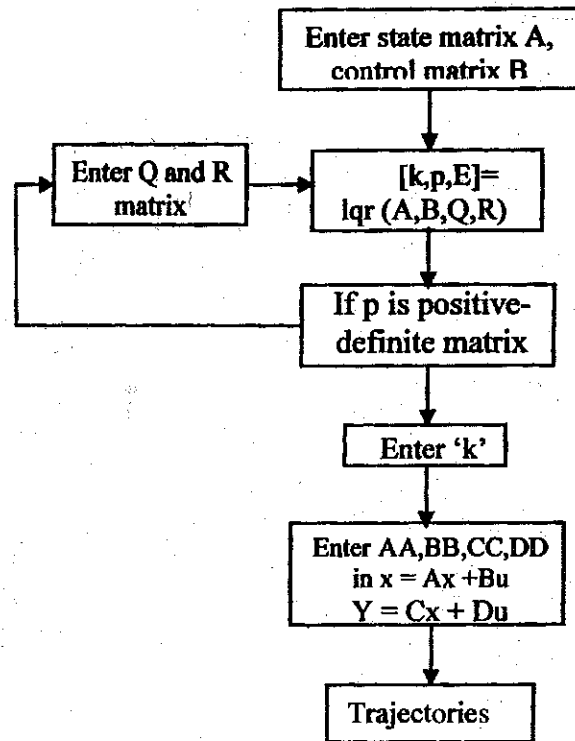 Enter state matrix A,
control matrix B
Enter Q and R
matrix
[k,p,E]=
lqr (A,B,Q,R)
If p is positive-
definite matrix
Enter ‘k’
Enter AA,BB,CC,DD
in x = Ax +Bu
Y = Cx + Du
Trajectories